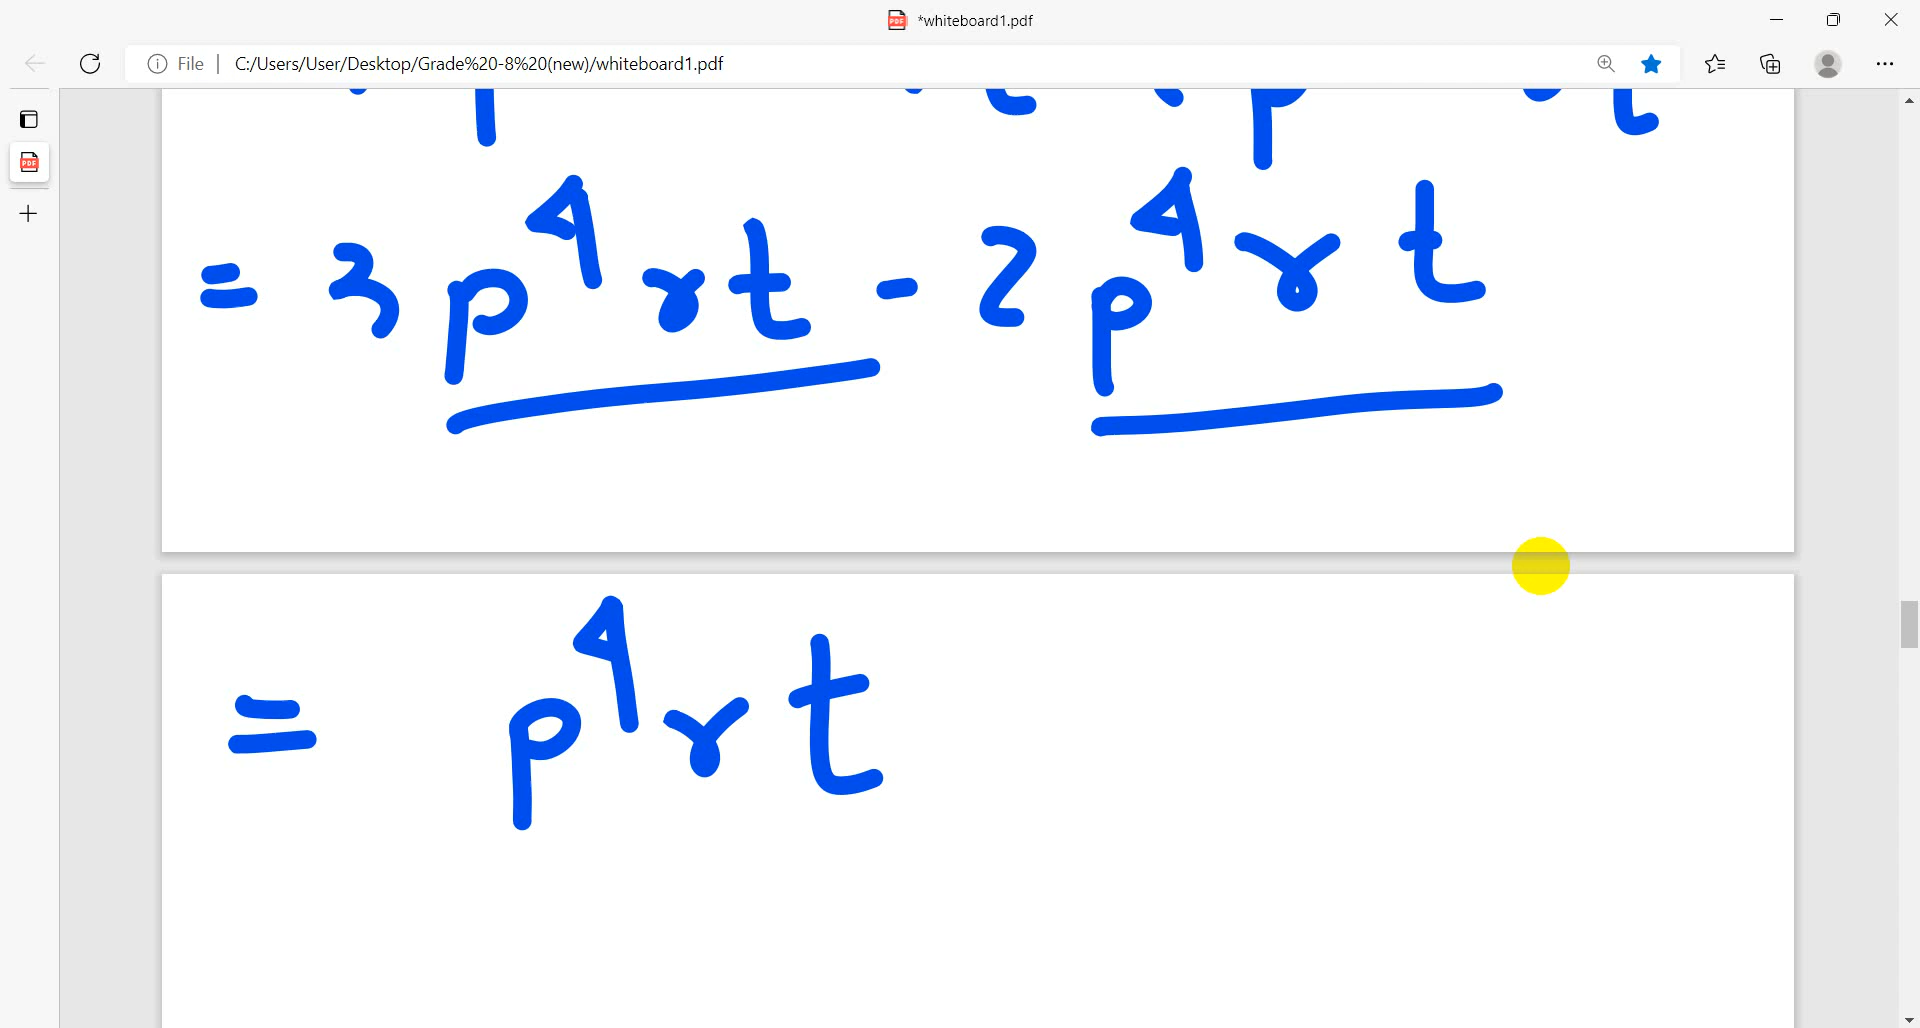 *whiteboard1.pdf
File | C:/Users/User/Desktop/Grade%20-8%20(new)/whiteboard1.pdf
= 3p⁴rt - 2p⁴rt
= p⁴rt